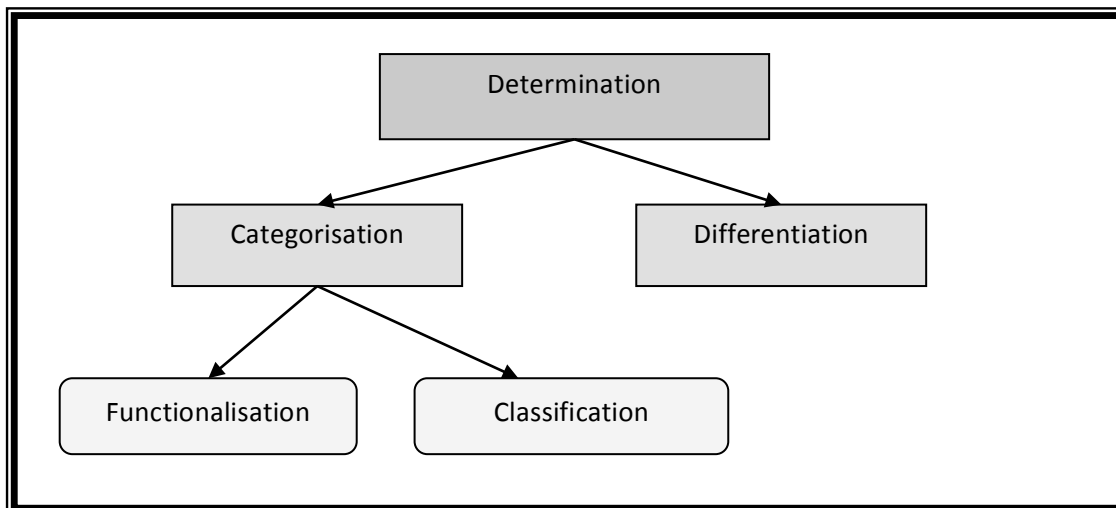 Determination
Categorisation
Differentiation
Functionalisation
Classification